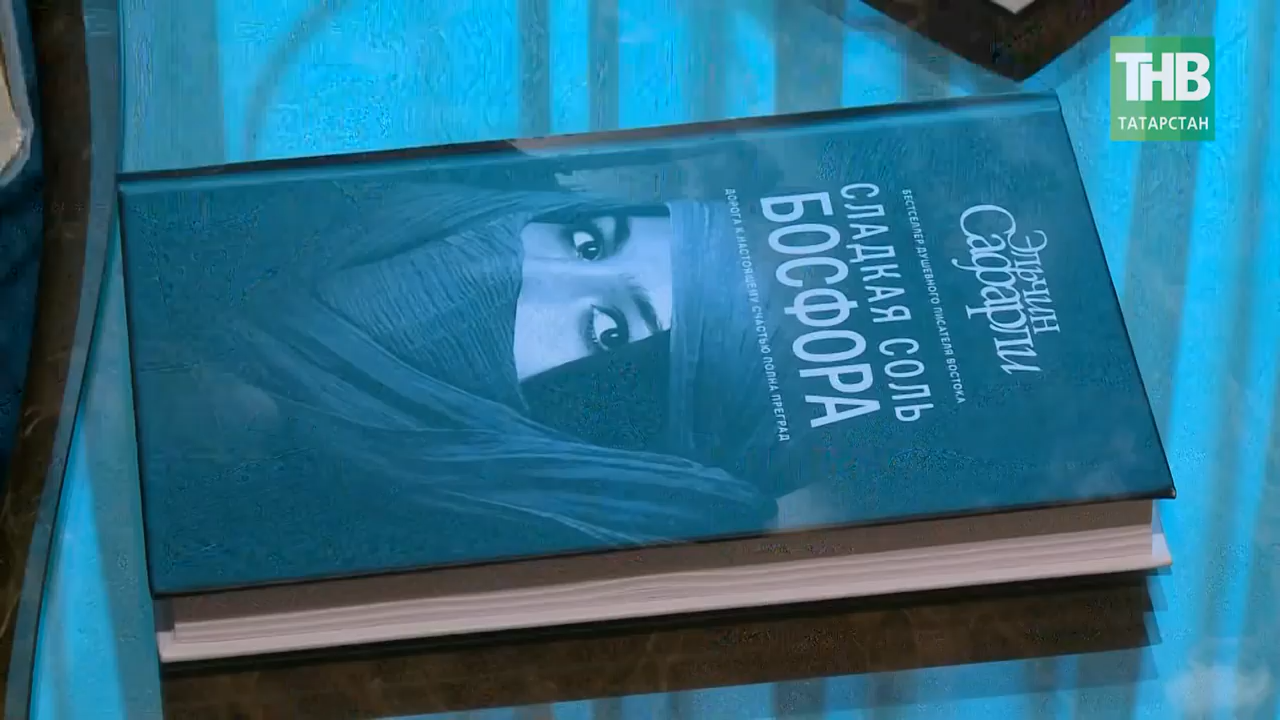 Эльчин
Сафарли
БЕСТСЕЛЛЕР ДУШЕВНОГО ПИСАТЕЛЯ ВОСТОКА
СЛАДКАЯ СОЛЬ
БОСФОРА
ДОРОГА К НАСТОЯЩЕМУ СЧАСТЬЮ ПОЛНА ПРЕГРАД
ТНВ
ТАТАРСТАН